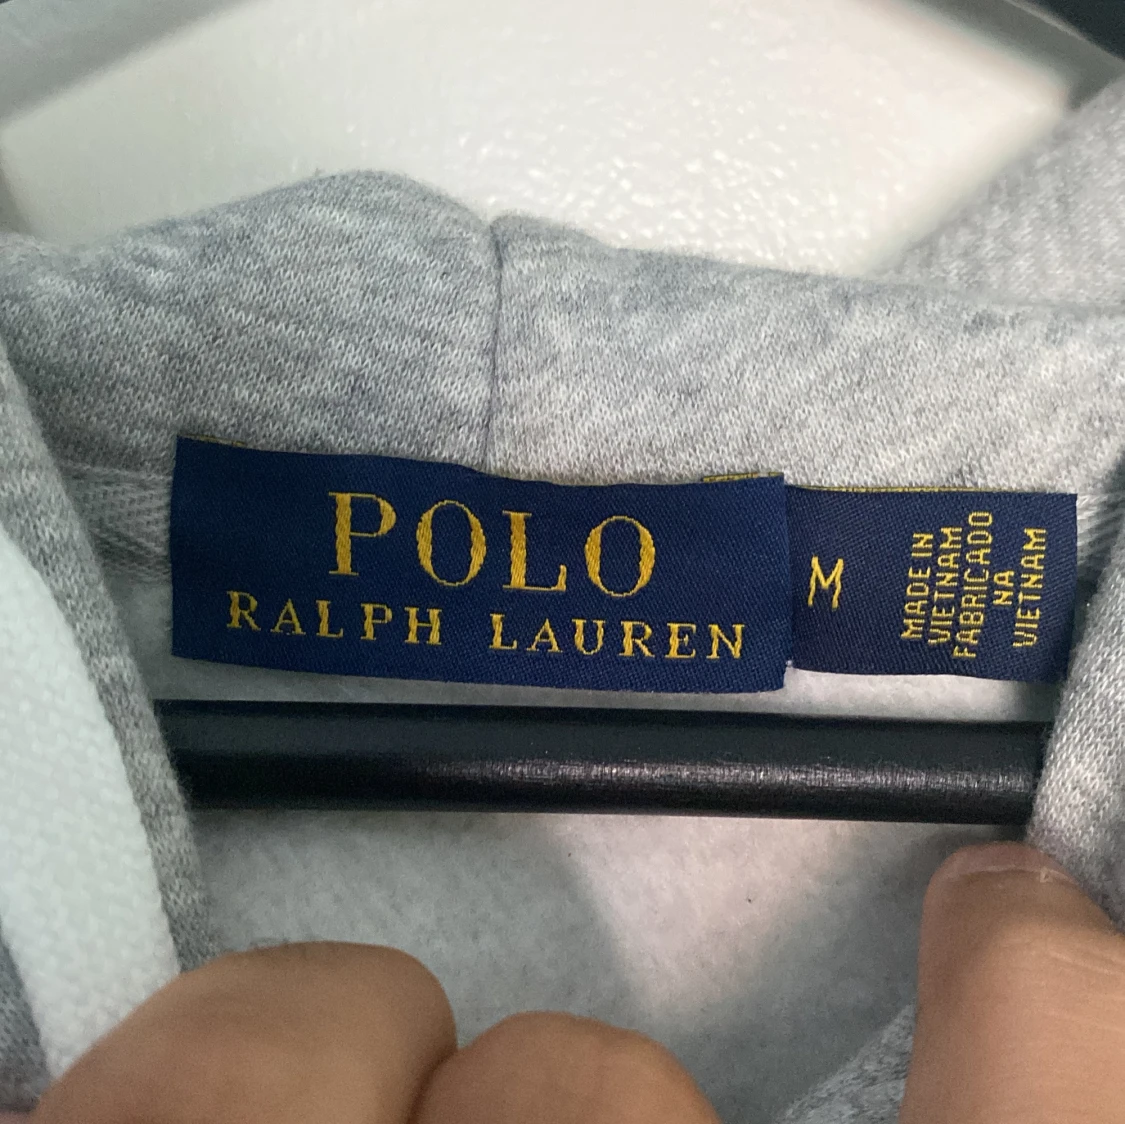 POLO
RALPH LAUREN
M
MADE IN
VIETNAM
FABRICADO
NA
VIETNAM